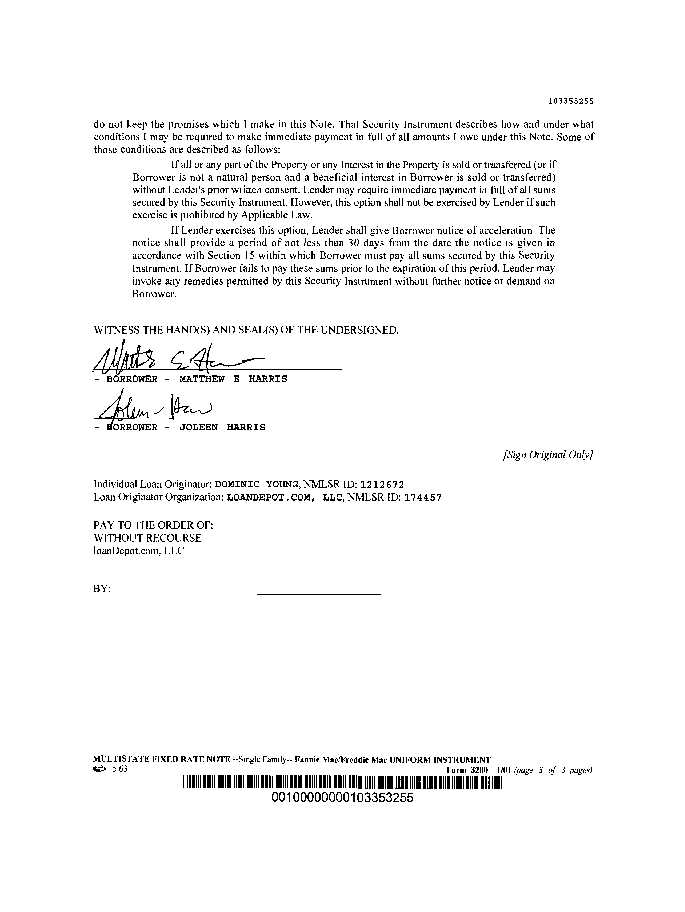 103353255
do not keep the promises which I make in this Note. That Security Instrument describes how and under what
conditions I may be required to make immediate payment in full of all amounts I owe under this Note. Some of
those conditions are described as follows:
If all or any part of the Property or any Interest in the Property is sold or transferred (or if
Borrower is not a natural person and a beneficial interest in Borrower is sold or transferred)
without Lender's prior written consent, Lender may require immediate payment in full of all sums
secured by this Security Instrument. However, this option shall not be exercised by Lender if such
exercise is prohibited by Applicable Law.
If Lender exercises this option, Lender shall give Borrower notice of acceleration. The
notice shall provide a period of not less than 30 days from the date the notice is given in
accordance with Section 15 within which Borrower must pay all sums secured by this Security
Instrument. If Borrower fails to pay these sums prior to the expiration of this period, Lender may
invoke any remedies permitted by this Security Instrument without further notice or demand on
Borrower.
WITNESS THE HAND(S) AND SEAL(S) OF THE UNDERSIGNED.
- BORROWER - MATTHEW E HARRIS
- BORROWER - JOLEEN HARRIS
[Sign Original Only]
Individual Loan Originator: DOMINIC YOUNG, NMLSR ID: 1212672
Loan Originator Organization: LOANDEPOT.COM, LLC, NMLSR ID: 174457
PAY TO THE ORDER OF:
WITHOUT RECOURSE
loanDepot.com, LLC
BY:
MULTISTATE FIXED RATE NOTE--Single Family-- Fannie Mae/Freddie Mac UNIFORM INSTRUMENT
Form 3200 1/01 (page 3 of 3 pages)
00100000000103353255